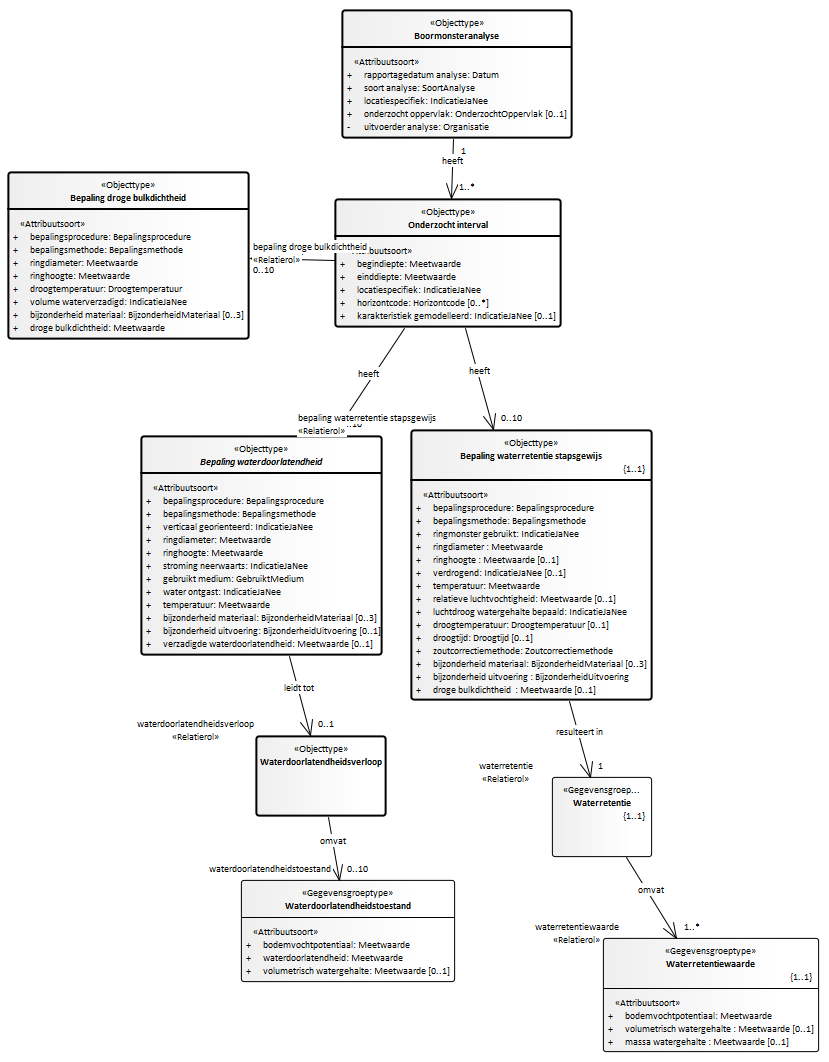 «Objecttype»
Boormonsteranalyse
«Attribuutsoort»
+ rapportagedatum analyse: Datum
+ soort analyse: SoortAnalyse
+ locatiespecifiek: IndicatieJaNee
+ onderzocht oppervlak: OnderzochtOppervlak [0..1]
- uitvoerder analyse: Organisatie
1
heeft
1..*
«Objecttype»
Bepaling droge bulkdichtheid
«Attribuutsoort»
+ bepalingsprocedure: Bepalingsprocedure
+ bepalingsmethode: Bepalingsmethode
+ ringdiameter: Meetwaarde
+ ringhoogte: Meetwaarde
+ droogtemperatuur: Droogtemperatuur
+ volume waterverzadigd: IndicatieJaNee
+ bijzonderheid materiaal: BijzonderheidMateriaal [0..3]
+ droge bulkdichtheid: Meetwaarde
bepaling droge bulkdichtheid
«Relatierol»
0..10
«Objecttype»
Onderzocht interval
buutsoort»
+ begindiepte: Meetwaarde
+ einddiepte: Meetwaarde
+ locatiespecifiek: IndicatieJaNee
+ horizontcode: Horizontcode [0..*]
+ karakteristiek gemodelleerd: IndicatieJaNee [0..1]
heeft
heeft
bepaling waterretentie stapsgewijs
«Relatierol»
0..10
«Objecttype»
Bepaling waterdoorlatendheid
«Attribuutsoort»
+ bepalingsprocedure: Bepalingsprocedure
+ bepalingsmethode: Bepalingsmethode
+ verticaal georienteerd: IndicatieJaNee
+ ringdiameter: Meetwaarde
+ ringhoogte: Meetwaarde
+ stroming neerwaarts: IndicatieJaNee
+ gebruikt medium: GebruiktMedium
+ water ontgast: IndicatieJaNee
+ temperatuur: Meetwaarde
+ bijzonderheid materiaal: BijzonderheidMateriaal [0..3]
+ bijzonderheid uitvoering: BijzonderheidUitvoering [0..1]
+ verzadigde waterdoorlatendheid: Meetwaarde [0..1]
«Objecttype»
Bepaling waterretentie stapsgewijs
{1..1}
«Attribuutsoort»
+ bepalingsprocedure: Bepalingsprocedure
+ bepalingsmethode: Bepalingsmethode
+ ringmonster gebruikt: IndicatieJaNee
+ ringdiameter : Meetwaarde
+ ringhoogte : Meetwaarde [0..1]
+ verdrogend: IndicatieJaNee [0..1]
+ temperatuur: Meetwaarde
+ relatieve luchtvochtigheid: Meetwaarde [0..1]
+ luchtdroog watergehalte bepaald: IndicatieJaNee
+ droogtemperatuur: Droogtemperatuur [0..1]
+ droogtijd: Droogtijd [0..1]
+ zoutcorrectiemethode: Zoutcorrectiemethode
+ bijzonderheid materiaal: BijzonderheidMateriaal [0..3]
+ bijzonderheid uitvoering : BijzonderheidUitvoering
+ droge bulkdichtheid : Meetwaarde [0..1]
leidt tot
waterdoorlatendheidsverloop
«Relatierol»
0..1
«Objecttype»
Waterdoorlatendheidsverloop
omvat
waterdoorlatendheidstoestand
0..10
«Gegevensgroeptype»
Waterdoorlatendheidstoestand
«Attribuutsoort»
+ bodemvochtpotentiaal: Meetwaarde
+ waterdoorlatendheid: Meetwaarde
+ volumetrisch watergehalte: Meetwaarde [0..1]
resulteert in
waterretentie
«Relatierol»
1
«Gegevensgroep...
Waterretentie
{1..1}
omvat
waterretentiewaarde
«Relatierol»
1..*
«Gegevensgroeptype»
Waterretentiewaarde
{1..1}
«Attribuutsoort»
+ bodemvochtpotentiaal: Meetwaarde
+ volumetrisch watergehalte : Meetwaarde [0..1]
+ massa watergehalte : Meetwaarde [0..1]